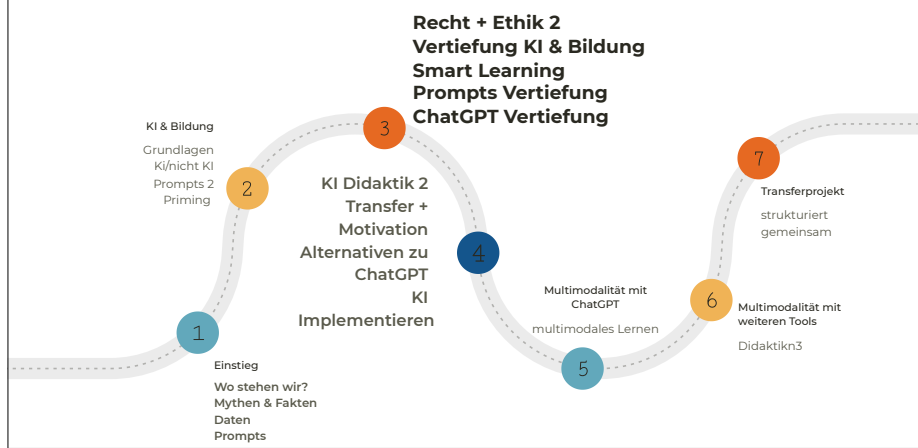 Recht + Ethik 2
Vertiefung KI & Bildung
Smart Learning
Prompts Vertiefung
ChatGPT Vertiefung
3
KI & Bildung
Grundlagen
Ki/nicht KI
Prompts 2
Priming
2
KI Didaktik 2
Transfer +
Motivation
Alternativen zu
ChatGPT
KI
Implementieren
4
7
Transferprojekt
strukturiert
gemeinsam
1
Einstieg
Wo stehen wir?
Mythen & Fakten
Daten
Prompts
Multimodalität mit
ChatGPT
multimodales Lernen
5
6
Multimodalität mit
weiteren Tools
Didaktikn3